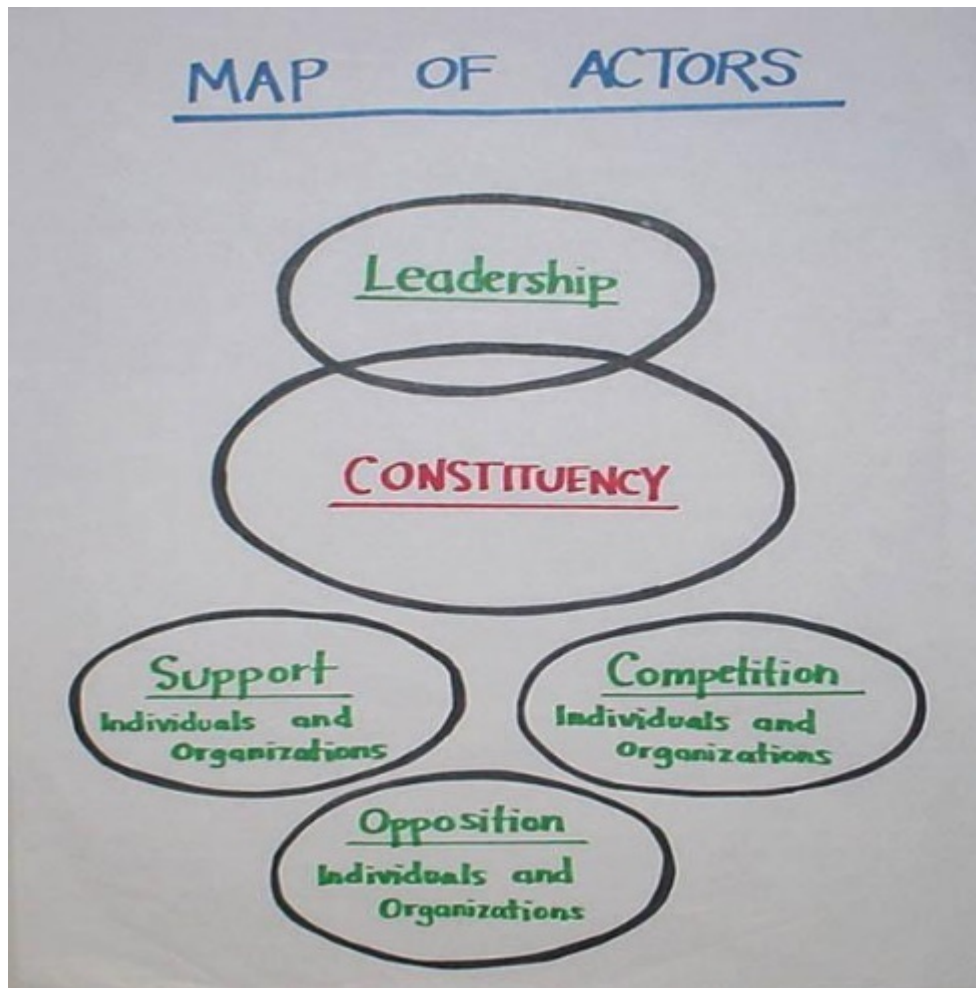 MAP OF ACTORS
Leadership
CONSTITUENCY
Support
Individuals and
Organizations
Competition
Individuals and
Organizations
Opposition
Individuals and
Organizations